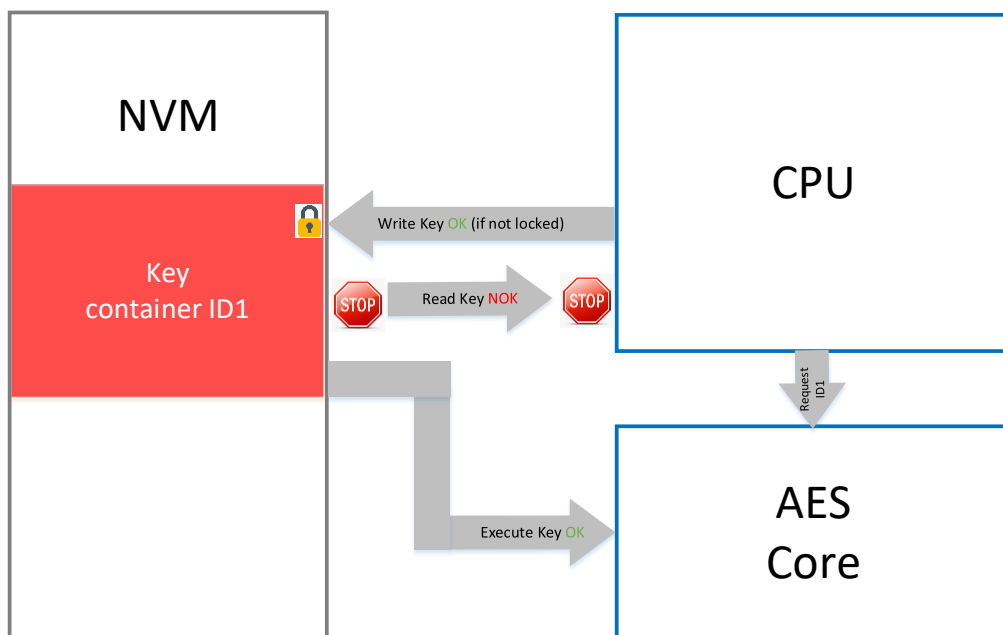 NVM
CPU
Write Key OK (if not locked)
Key
container ID1
STOP
Read Key NOK
STOP
Request
ID1
AES
Core
Execute Key OK